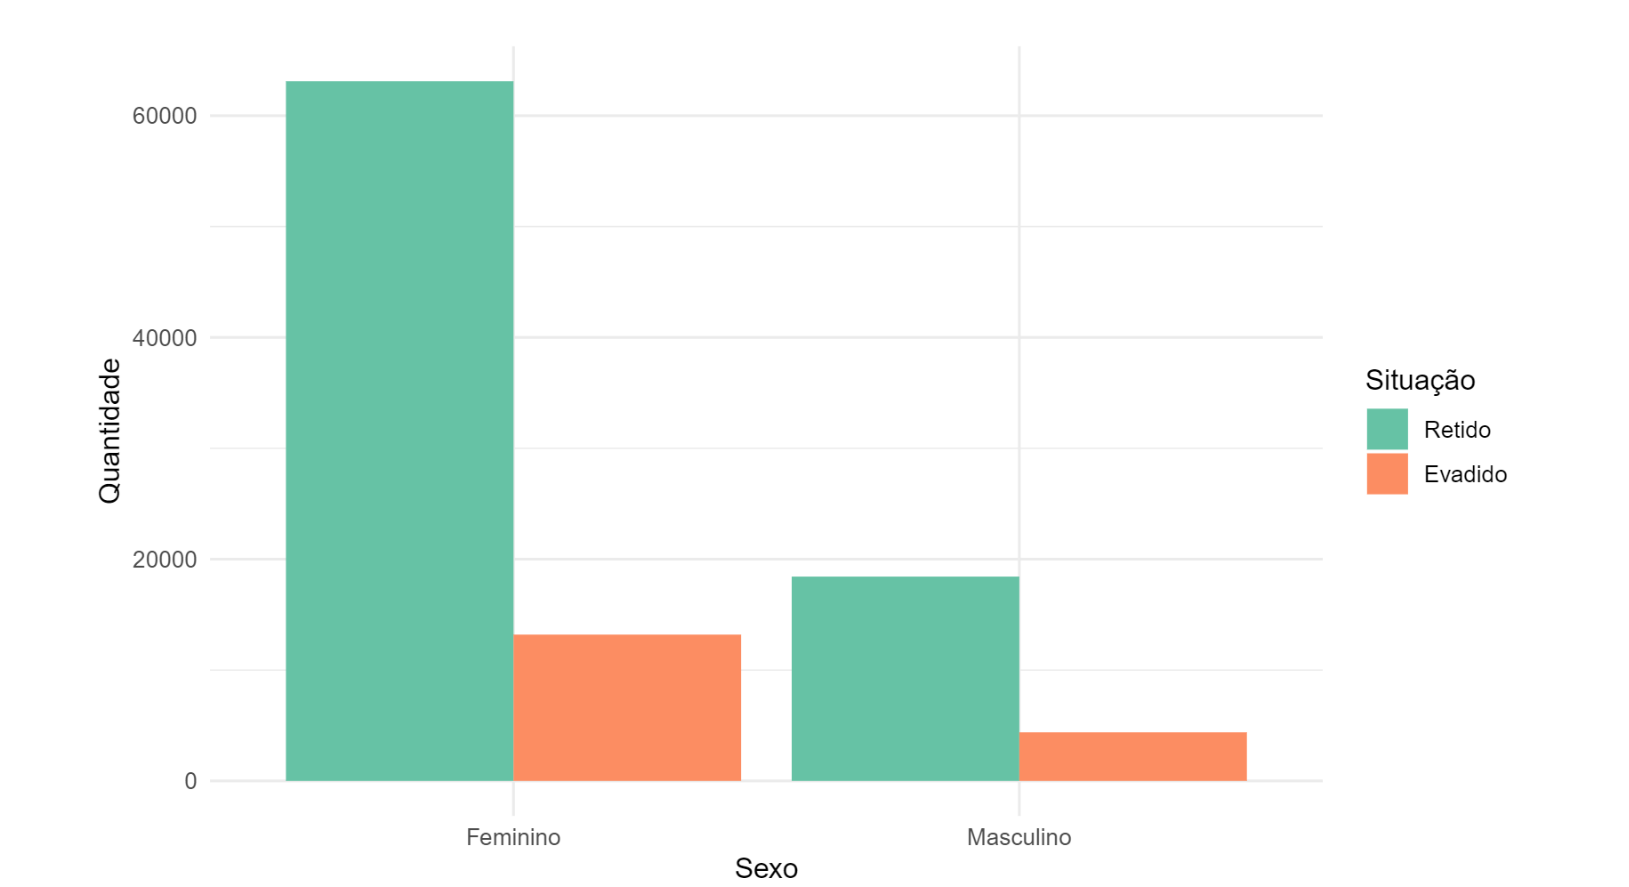 60000
40000
20000
0
Quantidade
Feminino
Masculino
Sexo
Situação
Retido
Evadido